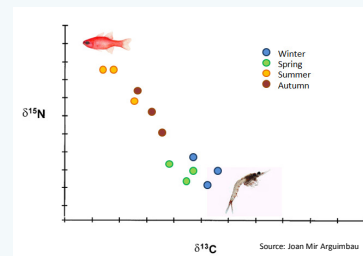 Winter
Spring
Summer
Autumn
δ15N
δ13C
Source: Joan Mir Arguimbau